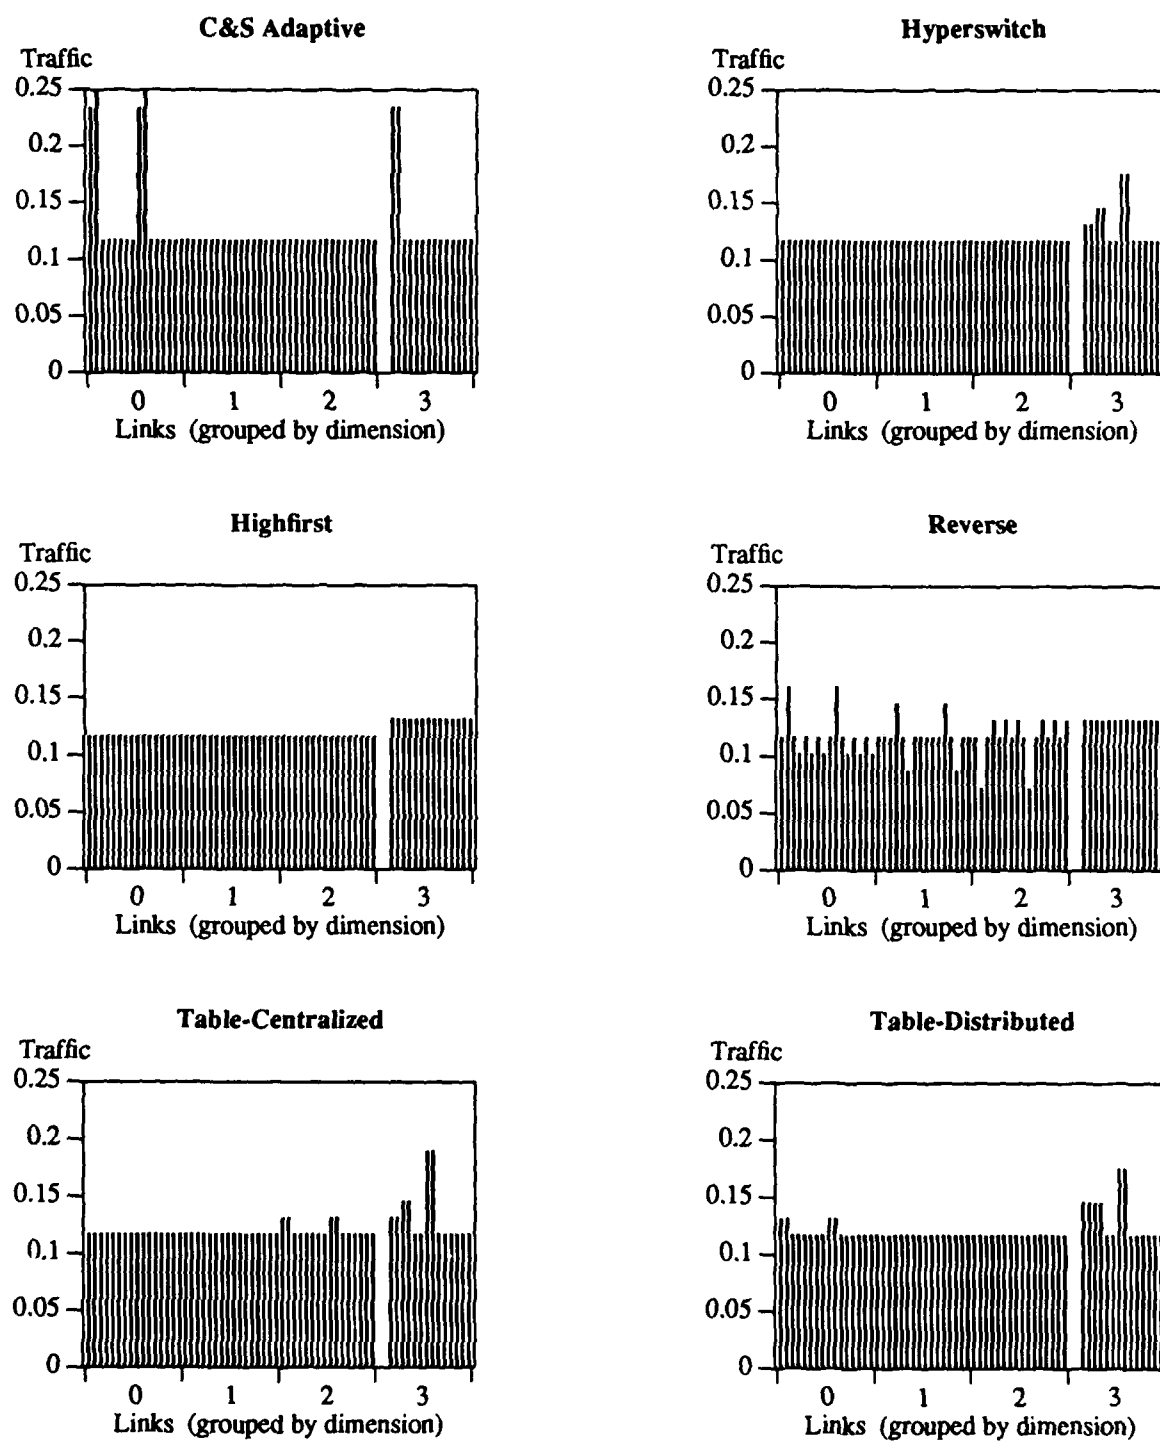 C&S Adaptive
Traffic
0.25
0.2
0.15
0.1
0.05
0
0 1 2 3
Links (grouped by dimension)
Hyperswitch
Traffic
0.25
0.2
0.15
0.1
0.05
0
0 1 2 3
Links (grouped by dimension)
Highfirst
Traffic
0.25
0.2
0.15
0.1
0.05
0
0 1 2 3
Links (grouped by dimension)
Reverse
Traffic
0.25
0.2
0.15
0.1
0.05
0
0 1 2 3
Links (grouped by dimension)
Table-Centralized
Traffic
0.25
0.2
0.15
0.1
0.05
0
0 1 2 3
Links (grouped by dimension)
Table-Distributed
Traffic
0.25
0.2
0.15
0.1
0.05
0
0 1 2 3
Links (grouped by dimension)